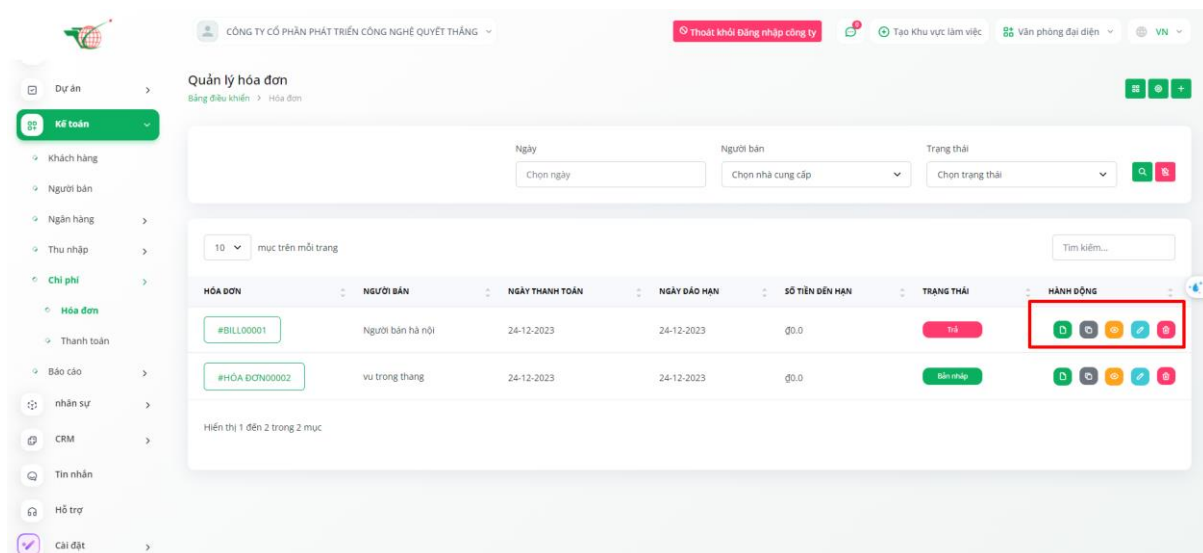 CÔNG TY CỔ PHẦN PHÁT TRIỂN CÔNG NGHỆ QUYẾT THẮNG
Thoát khỏi Đăng nhập công ty
0
Tạo Khu vực làm việc
Văn phòng đại diện
VN
Dự án
Kế toán
Khách hàng
Người bán
Ngân hàng
Thu nhập
Chi phí
Hóa đơn
Thanh toán
Báo cáo
nhân sự
CRM
Tin nhắn
Hỗ trợ
Cài đặt
Quản lý hóa đơn
Bảng điều khiển > Hóa đơn
Ngày
Người bán
Trạng thái
Chọn ngày
Chọn nhà cung cấp
Chọn trạng thái
10 mục trên mỗi trang
Tìm kiếm...
HÓA ĐƠN NGƯỜI BÁN NGÀY THANH TOÁN NGÀY ĐÁO HẠN SỐ TIỀN ĐẾN HẠN TRẠNG THÁI HÀNH ĐỘNG
#BILL00001 Người bán hà nội 24-12-2023 24-12-2023 ₫0.0 Trả
#HÓA ĐƠN00002 vu trong thang 24-12-2023 24-12-2023 ₫0.0 Bản nháp
Hiển thị 1 đến 2 trong 2 mục